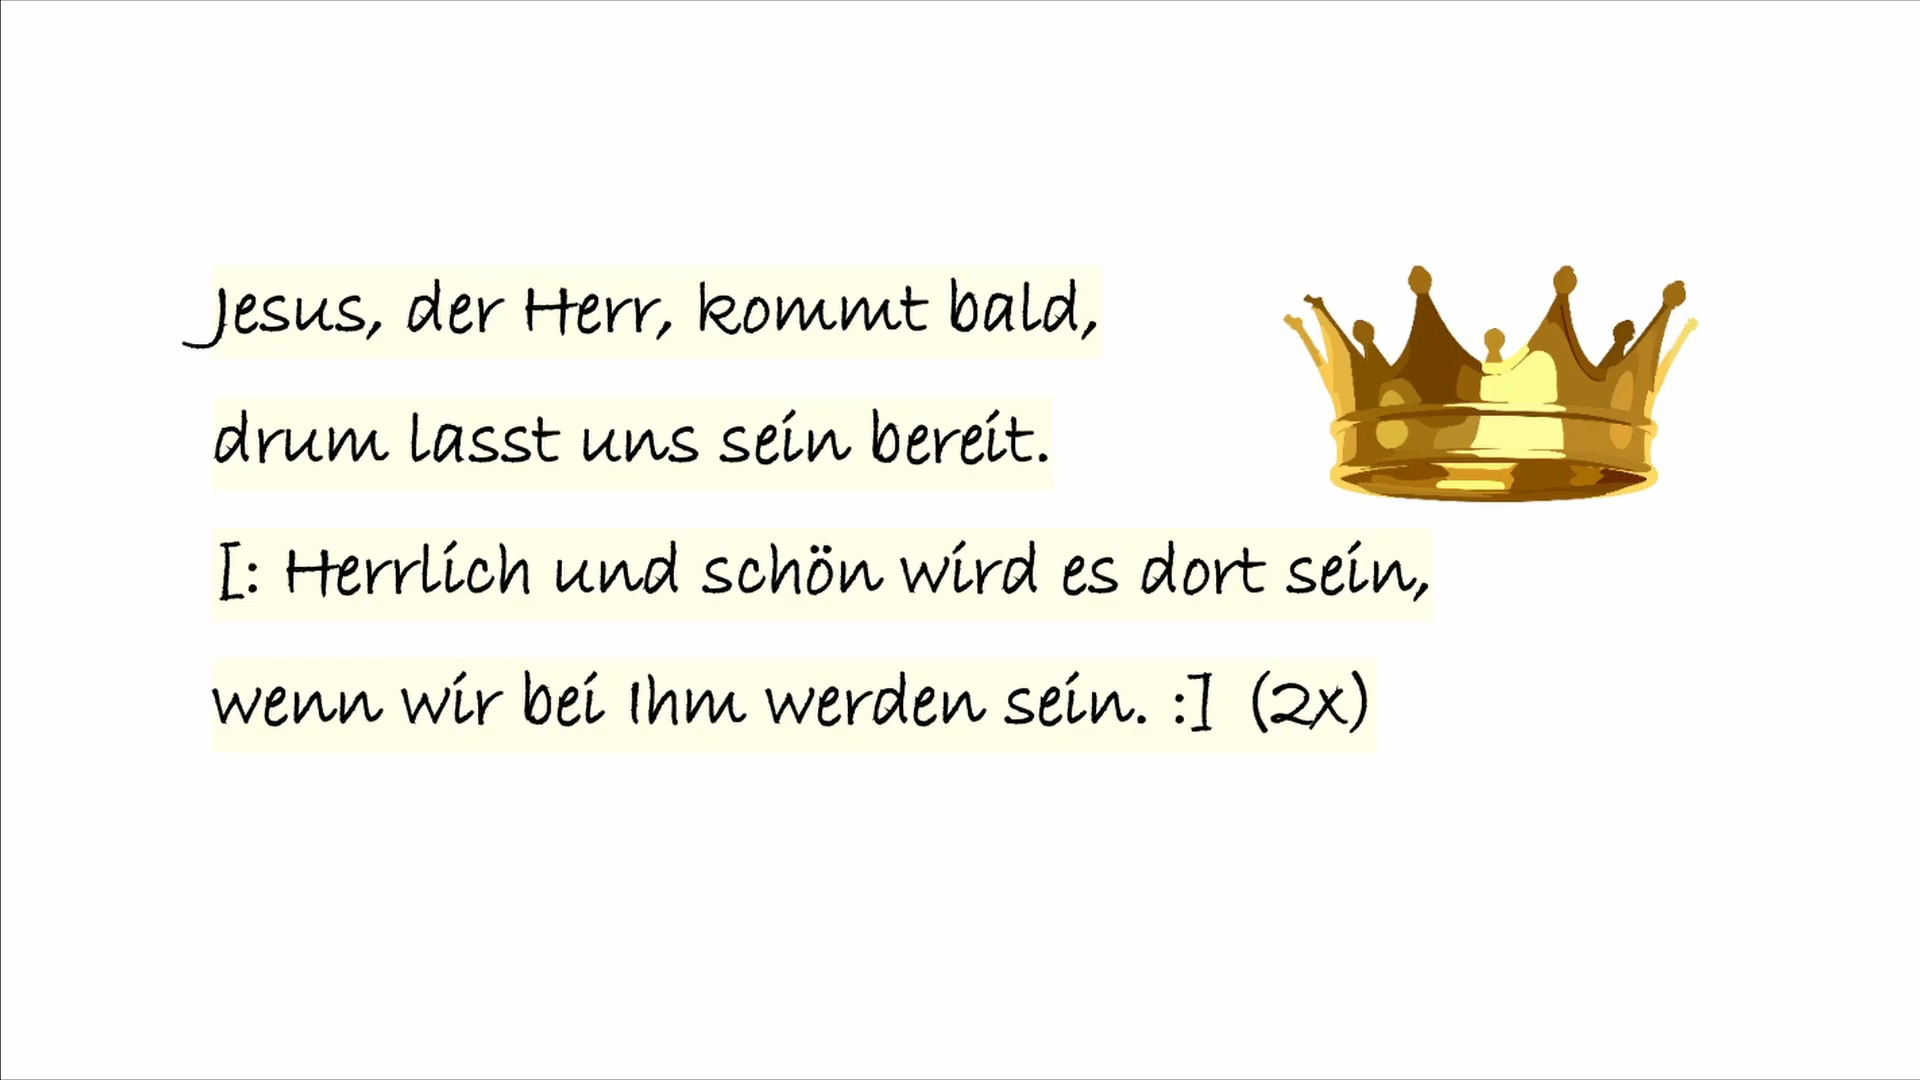 Jesus, der Herr, kommt bald,
drum lasst uns sein bereit.
[: Herrlich und schön wird es dort sein,
wenn wir bei Ihm werden sein. :] (2x)